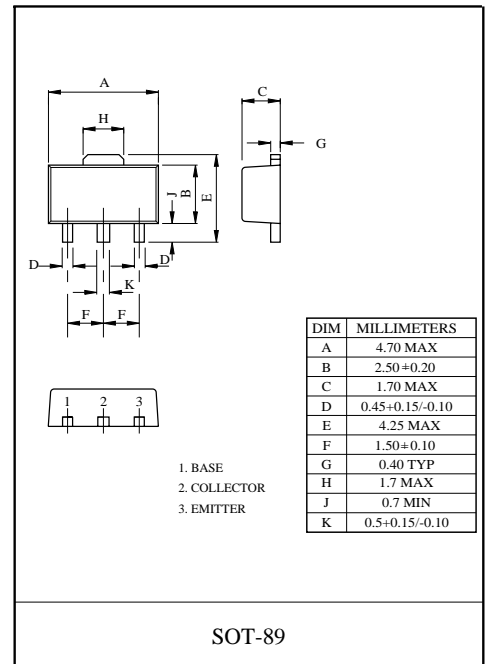 A
H
C
G
J
B
E
D
D
K
F
F
DIM MILLIMETERS
A 4.70 MAX
B 2.50±0.20
C 1.70 MAX
D 0.45+0.15/-0.10
E 4.25 MAX
F 1.50±0.10
G 0.40 TYP
H 1.7 MAX
J 0.7 MIN
K 0.5+0.15/-0.10
1 2 3
1. BASE
2. COLLECTOR
3. EMITTER
SOT-89